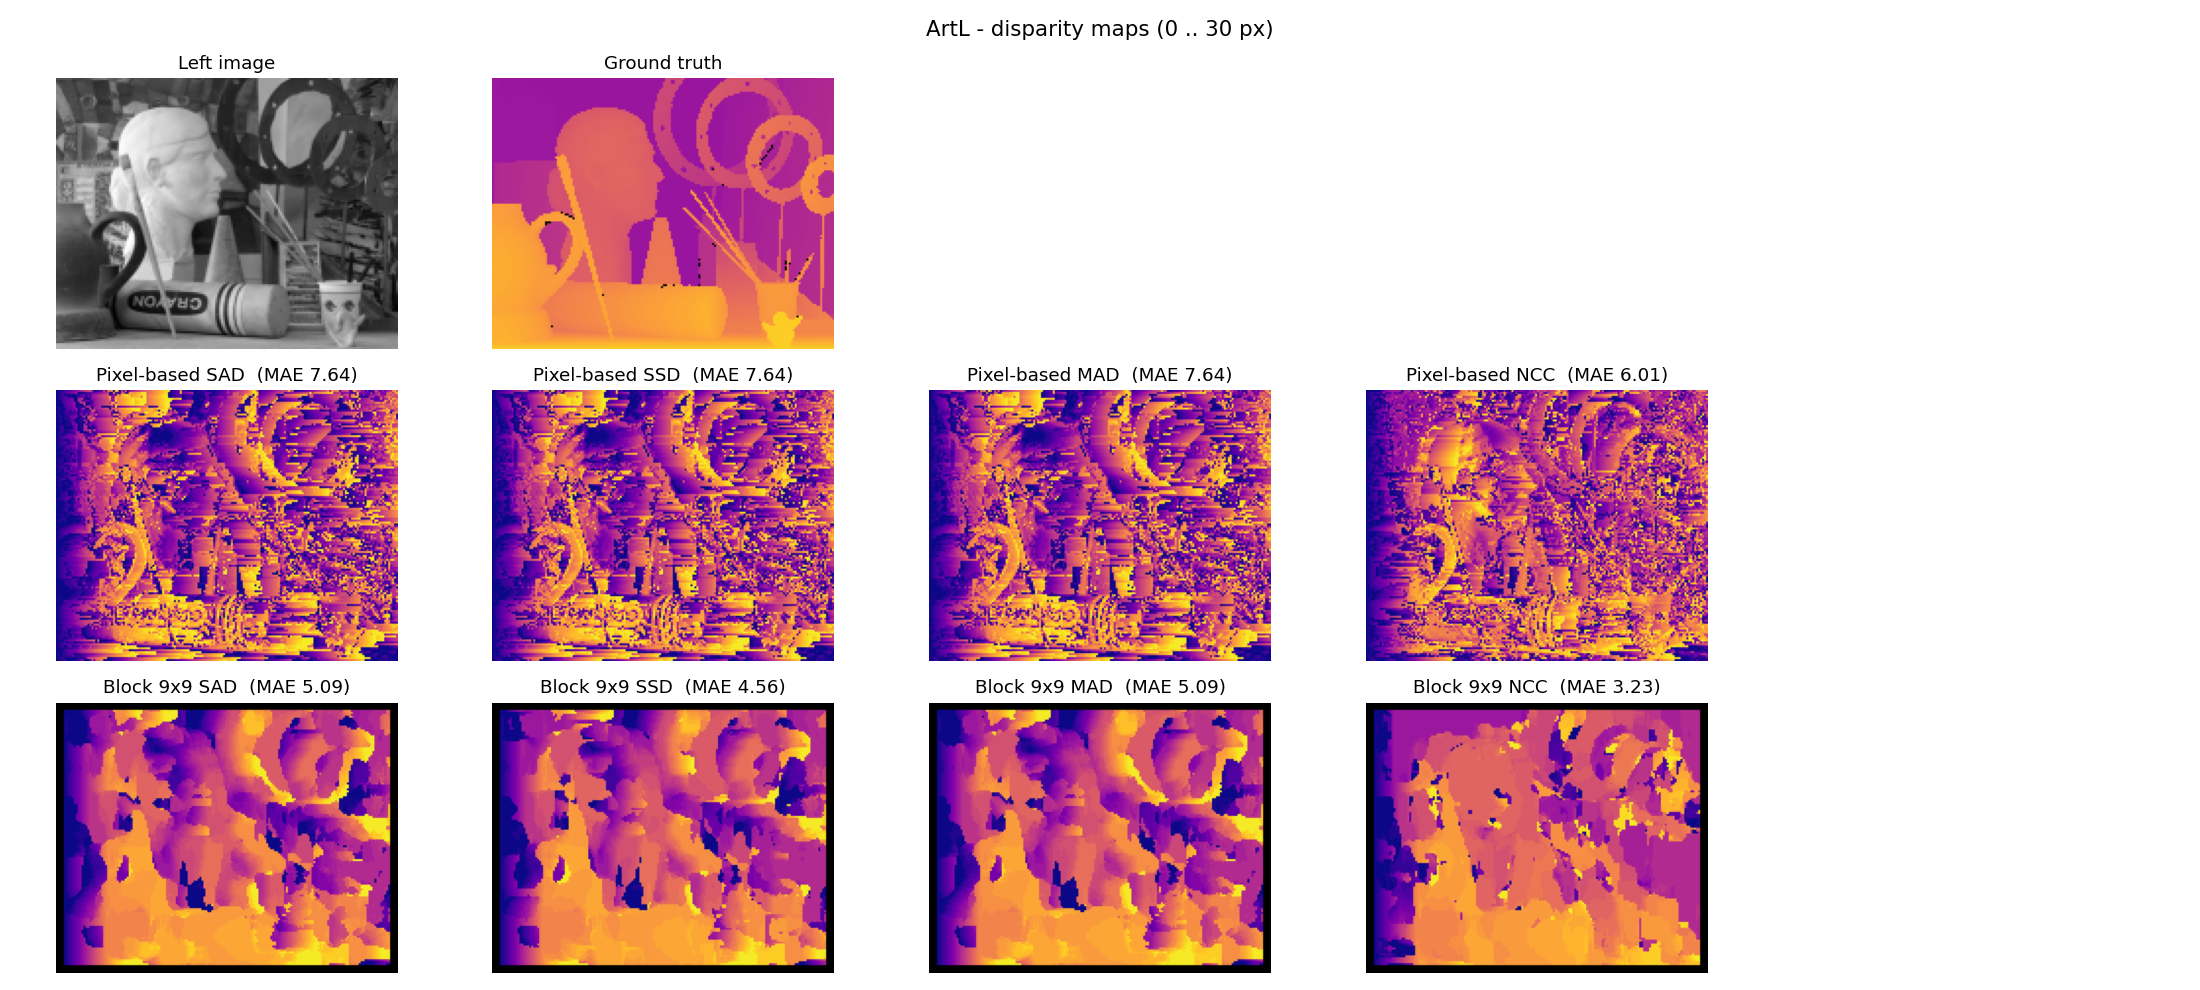 ArtL - disparity maps (0 .. 30 px)
Left image
Ground truth
CRAYON
Pixel-based SAD (MAE 7.64)
Pixel-based SSD (MAE 7.64)
Pixel-based MAD (MAE 7.64)
Pixel-based NCC (MAE 6.01)
Block 9x9 SAD (MAE 5.09)
Block 9x9 SSD (MAE 4.56)
Block 9x9 MAD (MAE 5.09)
Block 9x9 NCC (MAE 3.23)